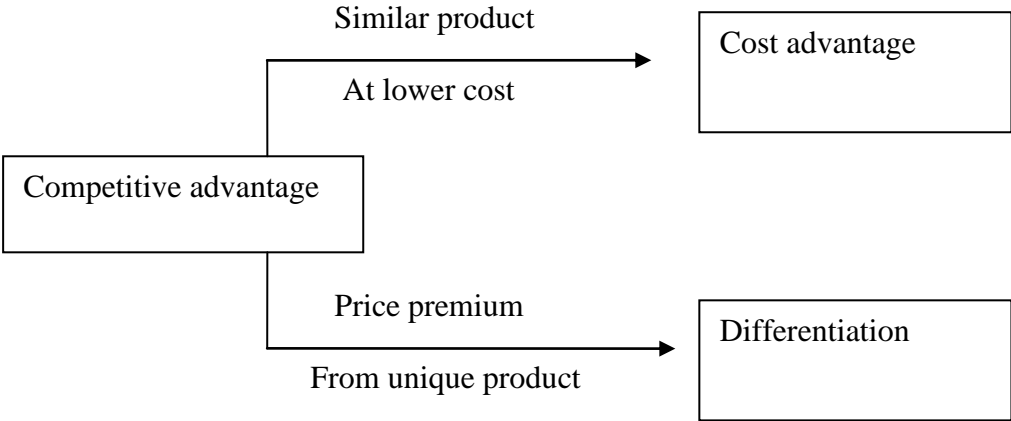 Similar product
Cost advantage
At lower cost
Competitive advantage
Price premium
Differentiation
From unique product